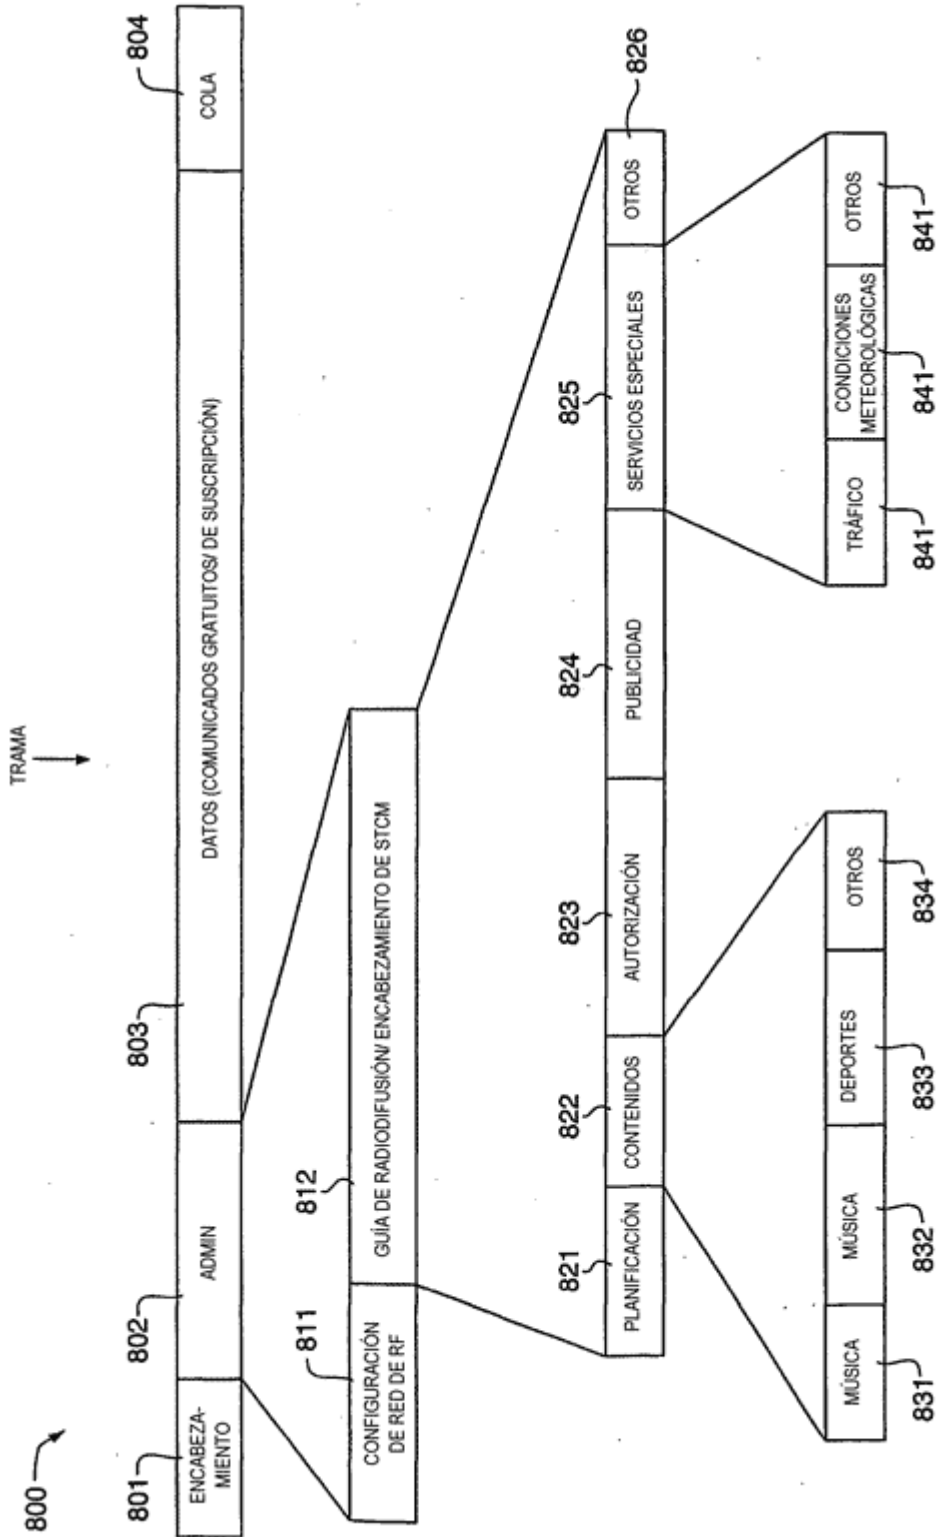 800
TRAMA
801
802
803
804
ENCABEZA-
MIENTO
ADMIN
DATOS (COMUNICADOS GRATUITOS/ DE SUSCRIPCIÓN)
COLA
811
812
CONFIGURACIÓN
DE RED DE RF
GUÍA DE RADIODIFUSIÓN/ ENCABEZAMIENTO DE STCM
821
822
823
824
825
826
PLANIFICACIÓN
CONTENIDOS
AUTORIZACIÓN
PUBLICIDAD
SERVICIOS ESPECIALES
OTROS
MÚSICA
MÚSICA
DEPORTES
OTROS
831
832
833
834
TRÁFICO
CONDICIONES
METEOROLÓGICAS
OTROS
841
841
841